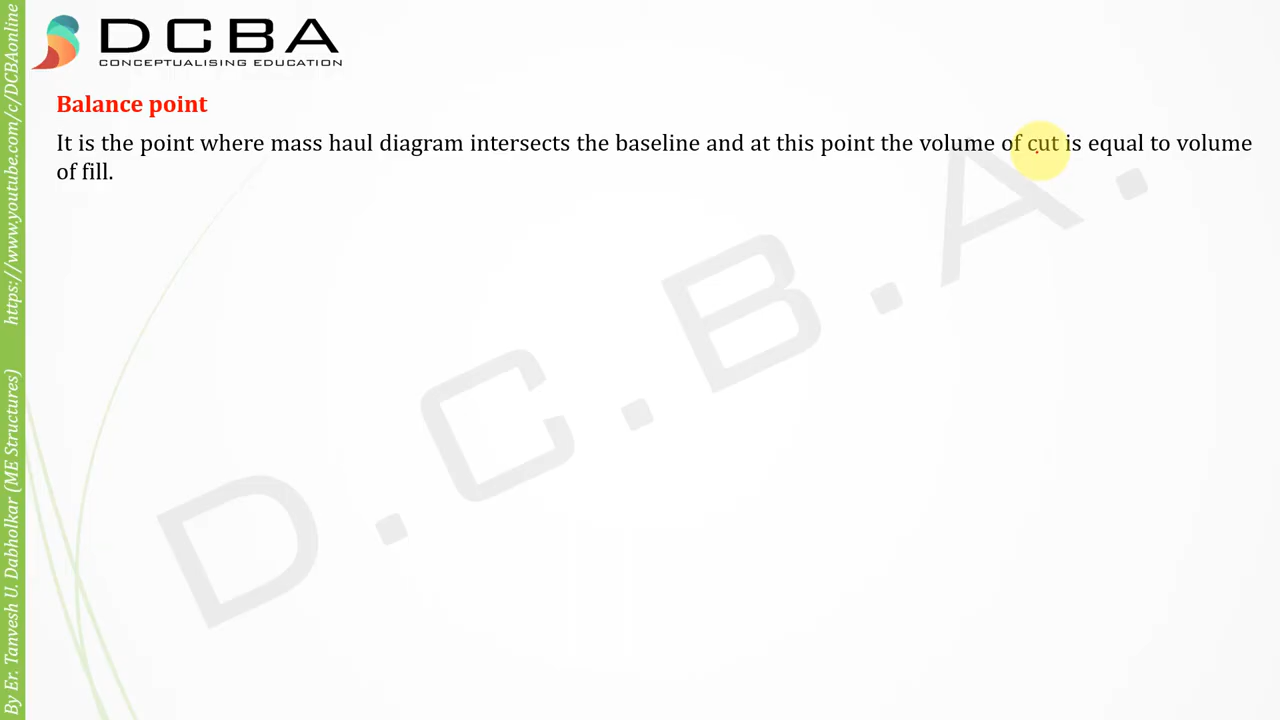 DCBA
CONCEPTUALISING EDUCATION
Balance point
It is the point where mass haul diagram intersects the baseline and at this point the volume of cut is equal to volume
of fill.
D.C.B.A.
By Er. Tanvesh U. Dabholkar (ME Structures) https://www.youtube.com/c/DCBAonline